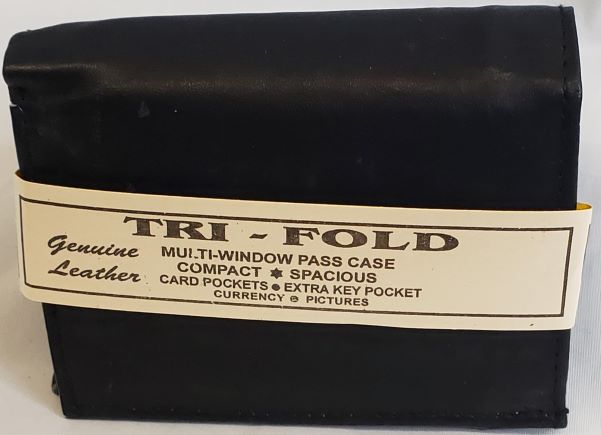 TRI - FOLD
Genuine Leather
MULTI-WINDOW PASS CASE
COMPACT ✶ SPACIOUS
CARD POCKETS ● EXTRA KEY POCKET
CURRENCY ⊕ PICTURES